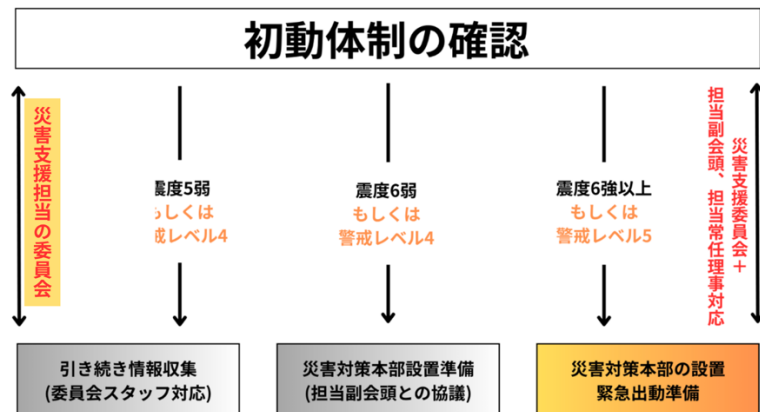 初動体制の確認
災害支援担当の委員会
震度5弱
もしくは
戒レベル4
震度6弱
もしくは
警戒レベル4
震度6強以上
もしくは
警戒レベル5
災害支援委員会＋
担当副会頭、担当常任理事対応
引き続き情報収集
(委員会スタッフ対応)
災害対策本部設置準備
(担当副会頭との協議)
災害対策本部の設置
緊急出動準備